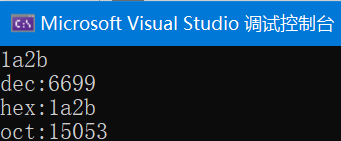 Microsoft Visual Studio 调试控制台
1a2b
dec:6699
hex:1a2b
oct:15053